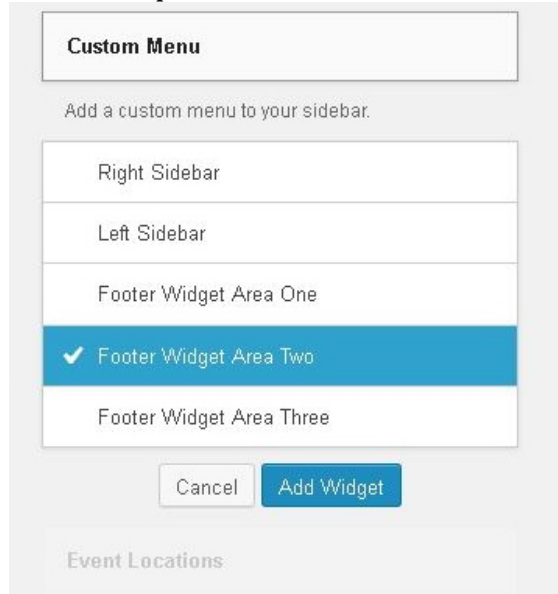 Custom Menu
Add a custom menu to your sidebar.
Right Sidebar
Left Sidebar
Footer Widget Area One
Footer Widget Area Two
Footer Widget Area Three
Cancel Add Widget
Event Locations